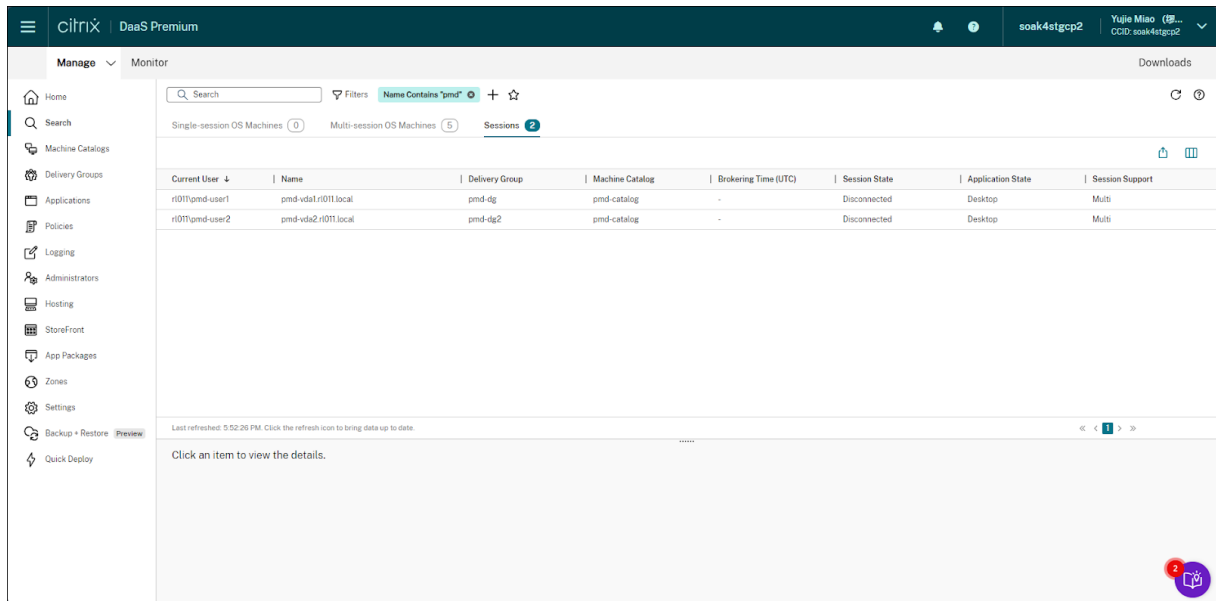 citrix | DaaS Premium
soak4stgcp2
Yujie Miao
CCID: soak4stgcp2
Manage
Monitor
Downloads
Home
Search
Machine Catalogs
Delivery Groups
Applications
Policies
Logging
Administrators
Hosting
StoreFront
App Packages
Zones
Settings
Backup + Restore Preview
Quick Deploy
Search Filters Name Contains "pmd"
Single-session OS Machines 0 Multi-session OS Machines 5 Sessions 2
Current User ↓ Name Delivery Group Machine Catalog Brokering Time (UTC) Session State Application State Session Support
rl011\pmd-user1 pmd-vda1.rl011.local pmd-dg pmd-catalog - Disconnected Desktop Multi
rl011\pmd-user2 pmd-vda2.rl011.local pmd-dg2 pmd-catalog - Disconnected Desktop Multi
Last refreshed: 5:52:26 PM. Click the refresh icon to bring data up to date.
« < 1 > »
Click an item to view the details.
2